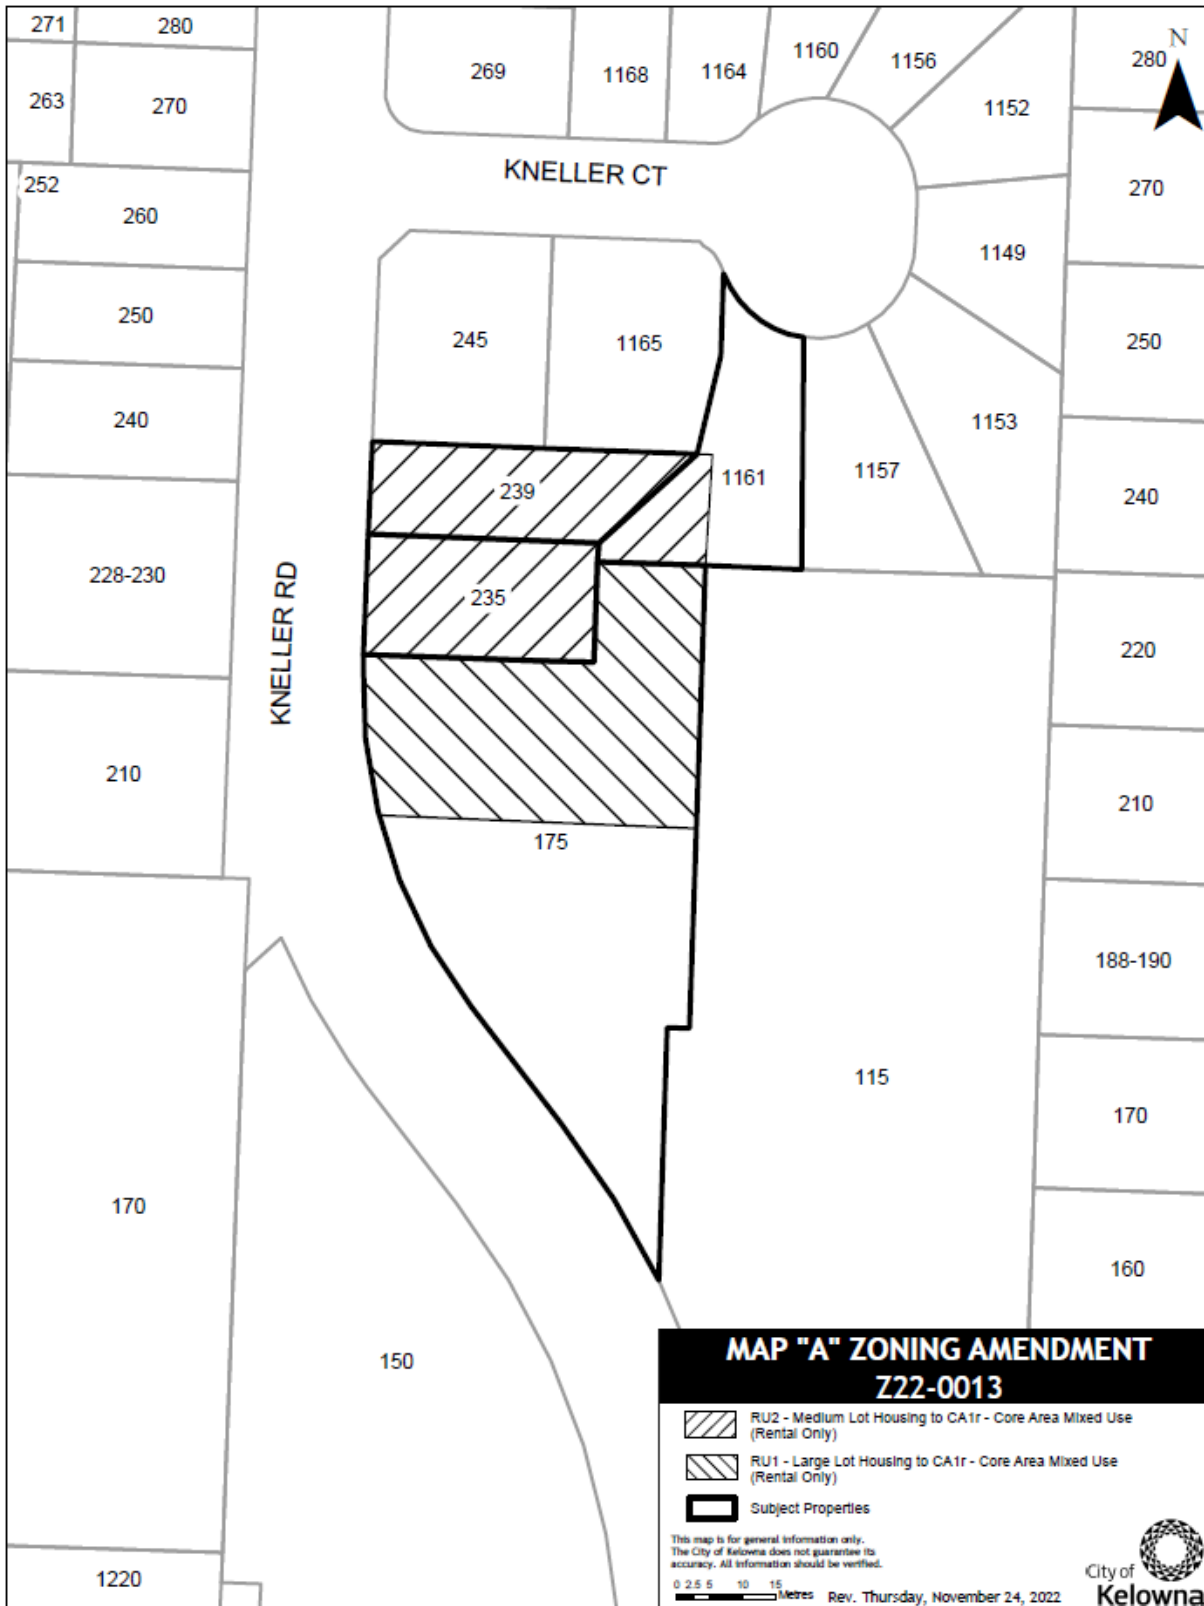 271
280
N
269
1168
1164
1160
1156
280
263
270
1152
KNELLER CT
252
260
270
1149
250
245
1165
250
240
1153
239
1161
1157
240
228-230
KNELLER RD
235
220
210
175
210
188-190
115
170
170
160
150
1220
MAP "A" ZONING AMENDMENT
Z22-0013
RU2 - Medium Lot Housing to CA1r - Core Area Mixed Use
(Rental Only)
RU1 - Large Lot Housing to CA1r - Core Area Mixed Use
(Rental Only)
Subject Properties
This map is for general information only.
The City of Kelowna does not guarantee its
accuracy. All information should be verified.
0 2.5 5 10 15 Metres
Rev. Thursday, November 24, 2022
City of
Kelowna